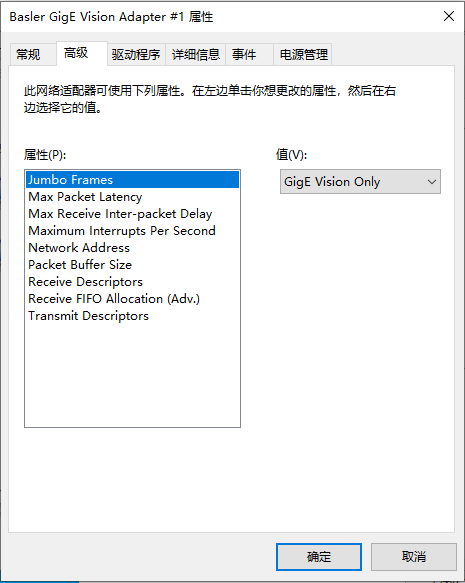 Basler GigE Vision Adapter #1 属性
常规
高级
驱动程序
详细信息
事件
电源管理
此网络适配器可使用下列属性。在左边单击你想更改的属性，然后在右
边选择它的值。
属性(P):
值(V):
Jumbo Frames
GigE Vision Only
Max Packet Latency
Max Receive Inter-packet Delay
Maximum Interrupts Per Second
Network Address
Packet Buffer Size
Receive Descriptors
Receive FIFO Allocation (Adv.)
Transmit Descriptors
确定
取消